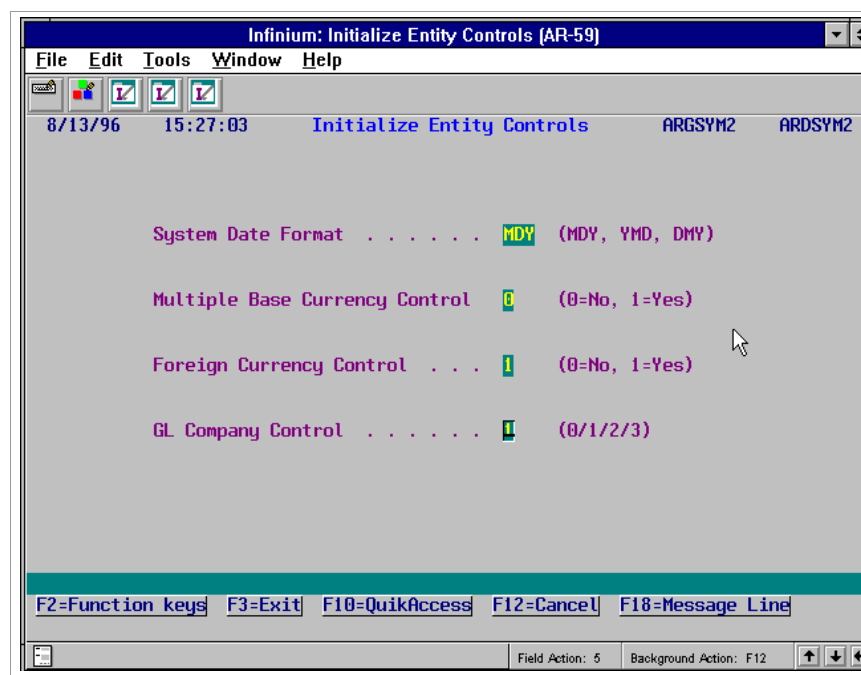 Infinium: Initialize Entity Controls (AR-59)
File Edit Tools Window Help
8/13/96 15:27:03 Initialize Entity Controls ARGSYM2 ARDSYM2
System Date Format . . . . . . MDY (MDY, YMD, DMY)
Multiple Base Currency Control 0 (0=No, 1=Yes)
Foreign Currency Control . . . 1 (0=No, 1=Yes)
GL Company Control . . . . . . 1 (0/1/2/3)
F2=Function keys F3=Exit F10=QuikAccess F12=Cancel F18=Message Line
Field Action: 5 Background Action: F12